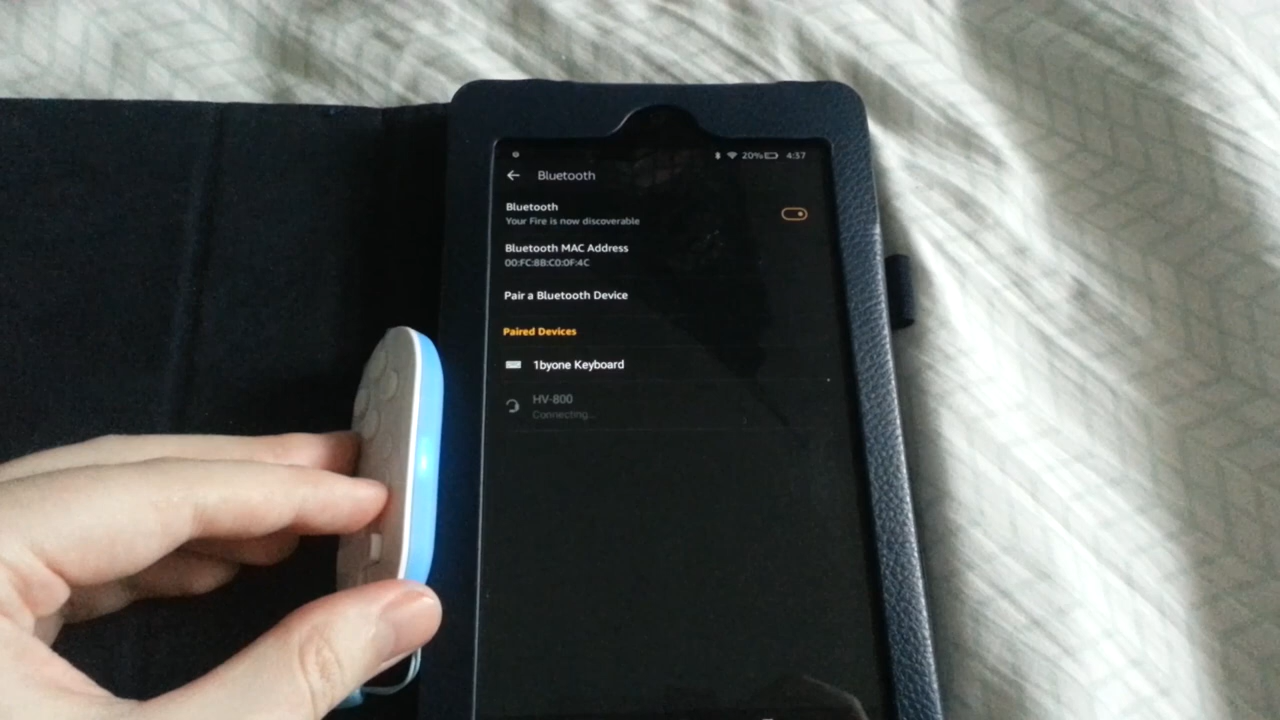 20% 4:37
Bluetooth
Bluetooth
Your Fire is now discoverable
Bluetooth MAC Address
00:FC:8B:C0:0F:4C
Pair a Bluetooth Device
Paired Devices
1byone Keyboard
HV-800
Connecting...